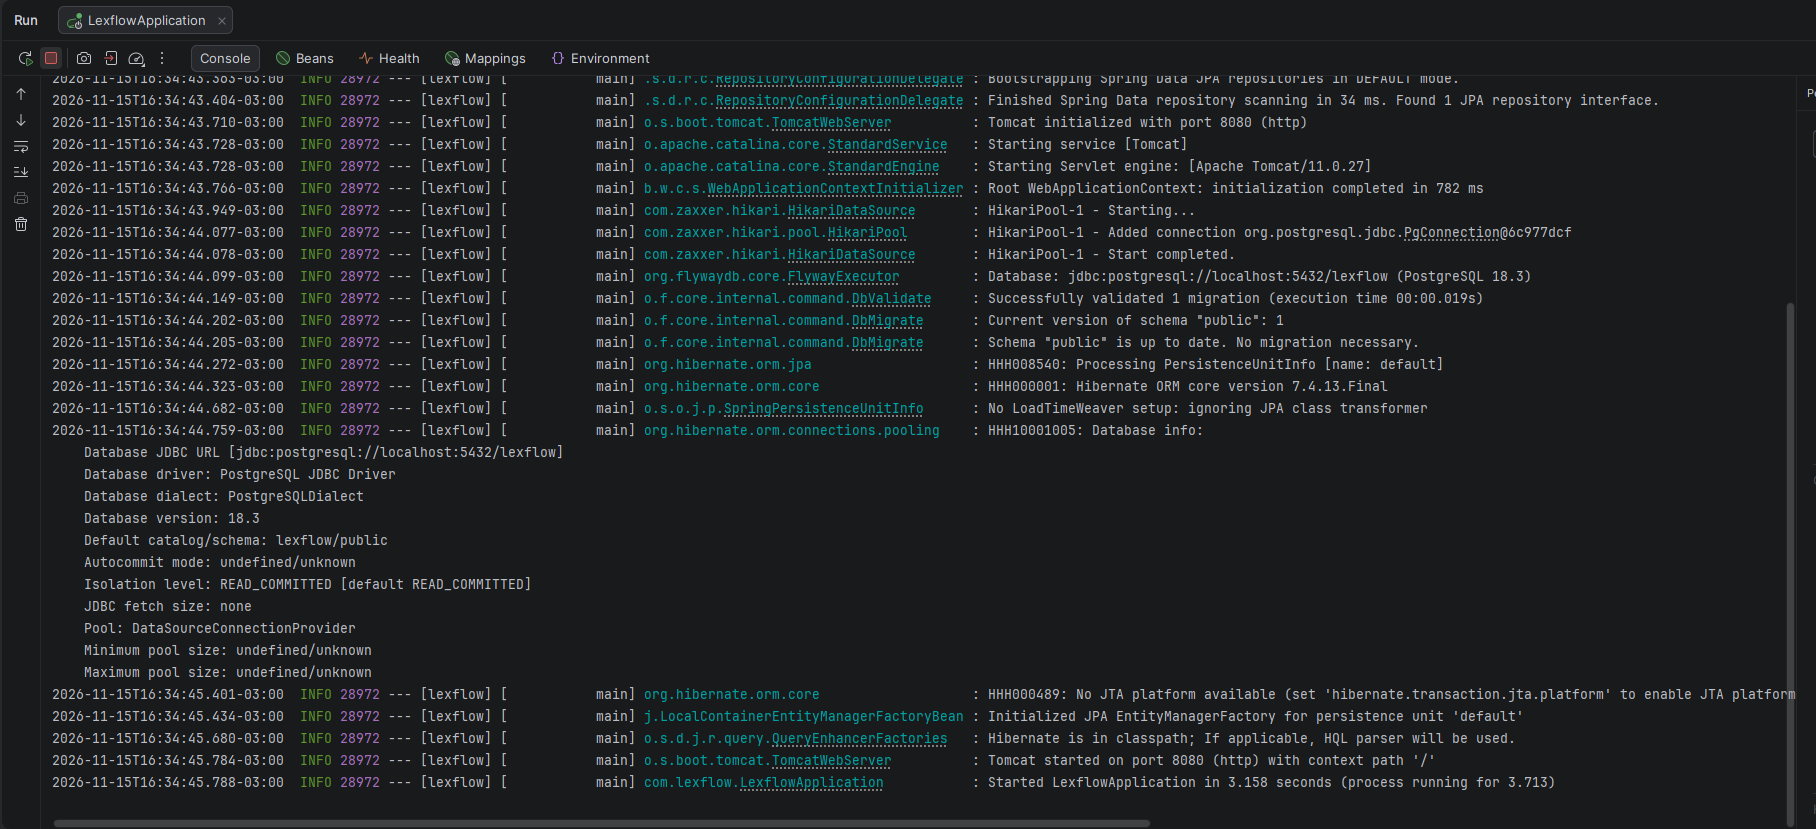 Run
LexflowApplication
Console
Beans
Health
Mappings
Environment
2026-11-15T16:34:43.363-03:00  INFO 28972 --- [lexflow] [           main] .s.d.r.c.RepositoryConfigurationDelegate : Bootstrapping Spring Data JPA repositories in DEFAULT mode.
2026-11-15T16:34:43.404-03:00  INFO 28972 --- [lexflow] [           main] .s.d.r.c.RepositoryConfigurationDelegate : Finished Spring Data repository scanning in 34 ms. Found 1 JPA repository interface.
2026-11-15T16:34:43.710-03:00  INFO 28972 --- [lexflow] [           main] o.s.boot.tomcat.TomcatWebServer          : Tomcat initialized with port 8080 (http)
2026-11-15T16:34:43.728-03:00  INFO 28972 --- [lexflow] [           main] o.apache.catalina.core.StandardService   : Starting service [Tomcat]
2026-11-15T16:34:43.728-03:00  INFO 28972 --- [lexflow] [           main] o.apache.catalina.core.StandardEngine    : Starting Servlet engine: [Apache Tomcat/11.0.27]
2026-11-15T16:34:43.766-03:00  INFO 28972 --- [lexflow] [           main] b.w.c.s.WebApplicationContextInitializer : Root WebApplicationContext: initialization completed in 782 ms
2026-11-15T16:34:43.949-03:00  INFO 28972 --- [lexflow] [           main] com.zaxxer.hikari.HikariDataSource       : HikariPool-1 - Starting...
2026-11-15T16:34:44.077-03:00  INFO 28972 --- [lexflow] [           main] com.zaxxer.hikari.pool.HikariPool        : HikariPool-1 - Added connection org.postgresql.jdbc.PgConnection@6c977dcf
2026-11-15T16:34:44.078-03:00  INFO 28972 --- [lexflow] [           main] com.zaxxer.hikari.HikariDataSource       : HikariPool-1 - Start completed.
2026-11-15T16:34:44.099-03:00  INFO 28972 --- [lexflow] [           main] org.flywaydb.core.FlywayExecutor         : Database: jdbc:postgresql://localhost:5432/lexflow (PostgreSQL 18.3)
2026-11-15T16:34:44.149-03:00  INFO 28972 --- [lexflow] [           main] o.f.core.internal.command.DbValidate     : Successfully validated 1 migration (execution time 00:00.019s)
2026-11-15T16:34:44.202-03:00  INFO 28972 --- [lexflow] [           main] o.f.core.internal.command.DbMigrate      : Current version of schema "public": 1
2026-11-15T16:34:44.205-03:00  INFO 28972 --- [lexflow] [           main] o.f.core.internal.command.DbMigrate      : Schema "public" is up to date. No migration necessary.
2026-11-15T16:34:44.272-03:00  INFO 28972 --- [lexflow] [           main] org.hibernate.orm.jpa                    : HHH008540: Processing PersistenceUnitInfo [name: default]
2026-11-15T16:34:44.323-03:00  INFO 28972 --- [lexflow] [           main] org.hibernate.orm.core                   : HHH000001: Hibernate ORM core version 7.4.13.Final
2026-11-15T16:34:44.682-03:00  INFO 28972 --- [lexflow] [           main] o.s.o.j.p.SpringPersistenceUnitInfo      : No LoadTimeWeaver setup: ignoring JPA class transformer
2026-11-15T16:34:44.759-03:00  INFO 28972 --- [lexflow] [           main] org.hibernate.orm.connections.pooling    : HHH10001005: Database info:
    Database JDBC URL [jdbc:postgresql://localhost:5432/lexflow]
    Database driver: PostgreSQL JDBC Driver
    Database dialect: PostgreSQLDialect
    Database version: 18.3
    Default catalog/schema: lexflow/public
    Autocommit mode: undefined/unknown
    Isolation level: READ_COMMITTED [default READ_COMMITTED]
    JDBC fetch size: none
    Pool: DataSourceConnectionProvider
    Minimum pool size: undefined/unknown
    Maximum pool size: undefined/unknown
2026-11-15T16:34:45.401-03:00  INFO 28972 --- [lexflow] [           main] org.hibernate.orm.core                   : HHH000489: No JTA platform available (set 'hibernate.transaction.jta.platform' to enable JTA platform
2026-11-15T16:34:45.434-03:00  INFO 28972 --- [lexflow] [           main] j.LocalContainerEntityManagerFactoryBean : Initialized JPA EntityManagerFactory for persistence unit 'default'
2026-11-15T16:34:45.680-03:00  INFO 28972 --- [lexflow] [           main] o.s.d.j.r.query.QueryEnhancerFactories   : Hibernate is in classpath; If applicable, HQL parser will be used.
2026-11-15T16:34:45.784-03:00  INFO 28972 --- [lexflow] [           main] o.s.boot.tomcat.TomcatWebServer          : Tomcat started on port 8080 (http) with context path '/'
2026-11-15T16:34:45.788-03:00  INFO 28972 --- [lexflow] [           main] com.lexflow.LexflowApplication           : Started LexflowApplication in 3.158 seconds (process running for 3.713)